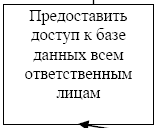 Предоставить
доступ к базе
данных всем
ответственным
лицам